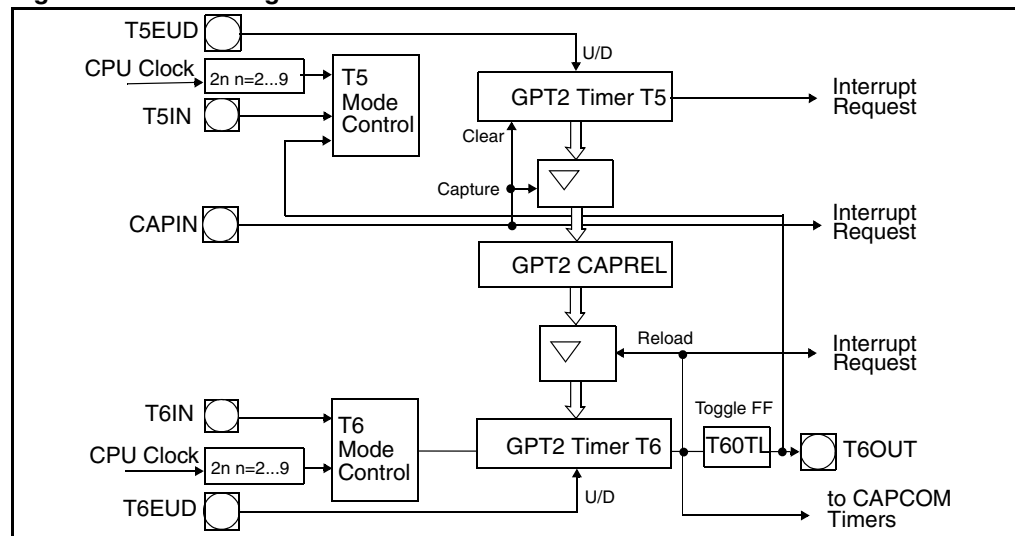 T5EUD
U/D
CPU Clock
2n n=2...9
T5
Mode
Control
GPT2 Timer T5
Interrupt
Request
T5IN
Clear
Capture
CAPIN
Interrupt
Request
GPT2 CAPREL
Reload
Interrupt
Request
T6IN
T6
Mode
Control
Toggle FF
GPT2 Timer T6
T60TL
T6OUT
CPU Clock
2n n=2...9
U/D
T6EUD
to CAPCOM
Timers